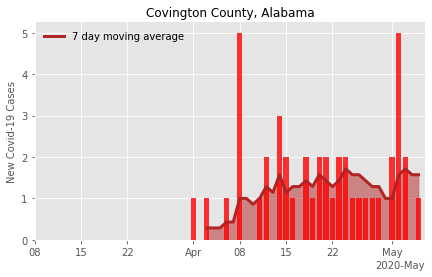 Covington County, Alabama
7 day moving average
New Covid-19 Cases
5
4
3
2
1
0
08 15 22 Apr 08 15 22 May
2020-May